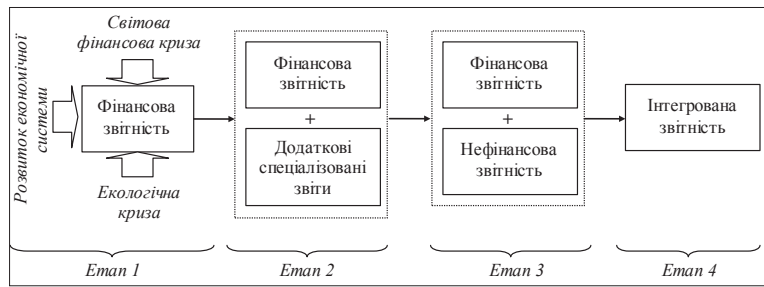 Світова
фінансова криза
Розвиток економічної
системи
Фінансова
звітність
Екологічна
криза
Фінансова
звітність
+
Додаткові
спеціалізовані
звіти
Фінансова
звітність
+
Нефінансова
звітність
Інтегрована
звітність
Етап 1
Етап 2
Етап 3
Етап 4